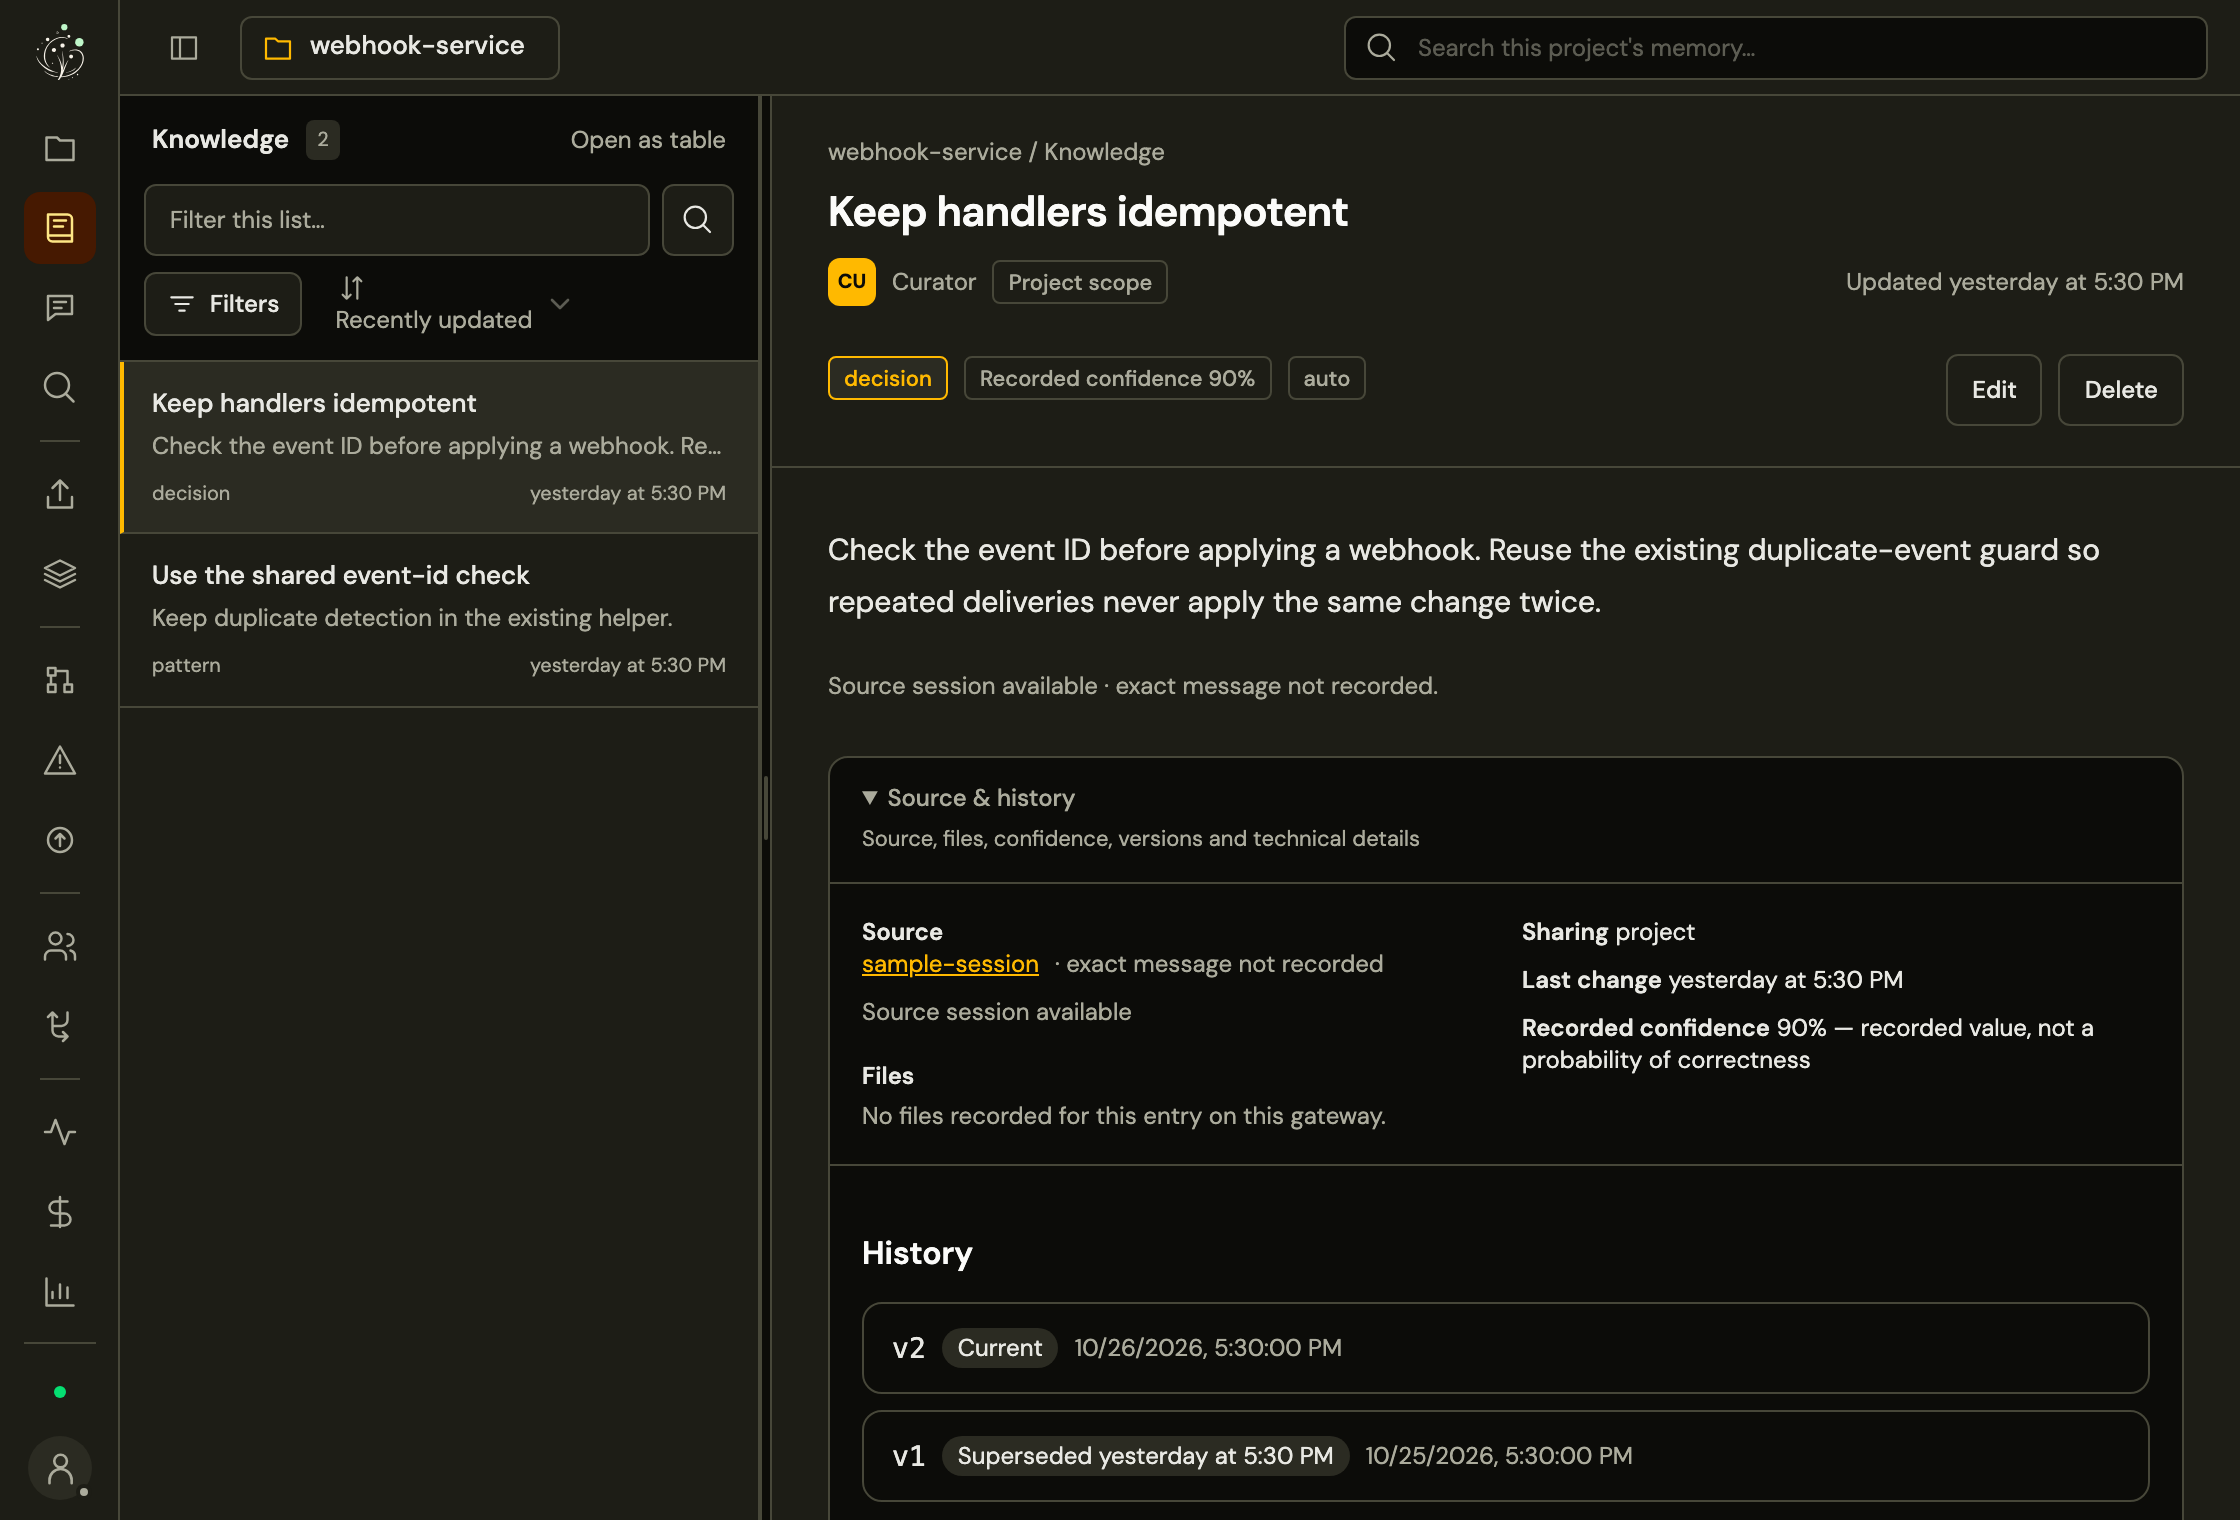 webhook-service
Search this project's memory...
Knowledge 2
Open as table
Filter this list...
Filters
Recently updated
Keep handlers idempotent
Check the event ID before applying a webhook. Re...
decision
yesterday at 5:30 PM
Use the shared event-id check
Keep duplicate detection in the existing helper.
pattern
yesterday at 5:30 PM
webhook-service / Knowledge
Keep handlers idempotent
CU Curator Project scope
Updated yesterday at 5:30 PM
decision Recorded confidence 90% auto
Edit Delete
Check the event ID before applying a webhook. Reuse the existing duplicate-event guard so
repeated deliveries never apply the same change twice.
Source session available · exact message not recorded.
▼ Source & history
Source, files, confidence, versions and technical details
Source
sample-session · exact message not recorded
Source session available
Files
No files recorded for this entry on this gateway.
Sharing project
Last change yesterday at 5:30 PM
Recorded confidence 90% — recorded value, not a
probability of correctness
History
v2 Current 10/26/2026, 5:30:00 PM
v1 Superseded yesterday at 5:30 PM 10/25/2026, 5:30:00 PM